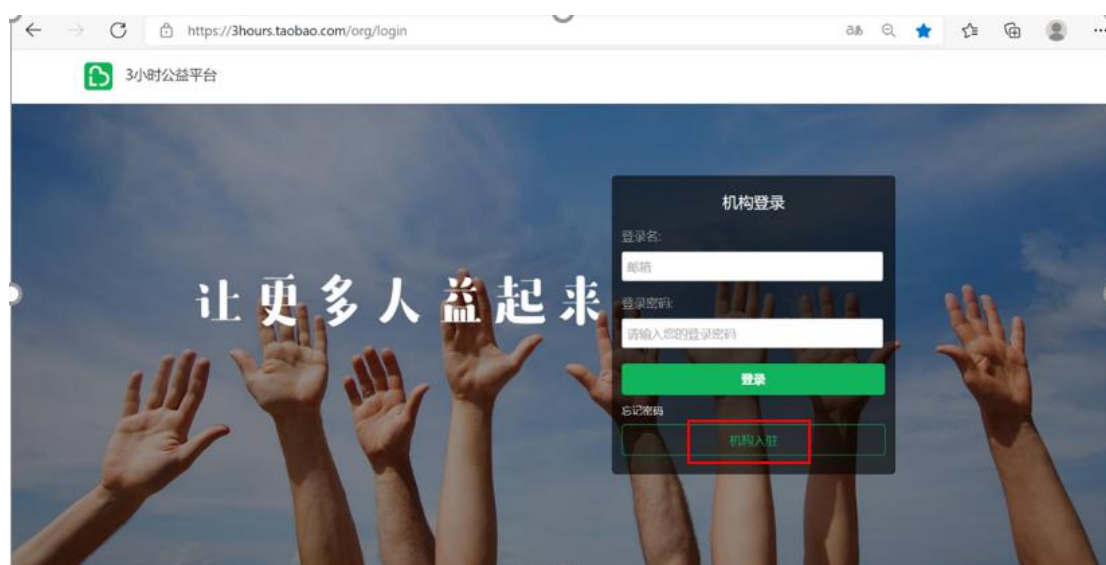 https://3hours.taobao.com/org/login
3小时公益平台
机构登录
登录名:
邮箱
让更多人益起来
登录密码:
请输入您的登录密码
登录
忘记密码
机构入驻